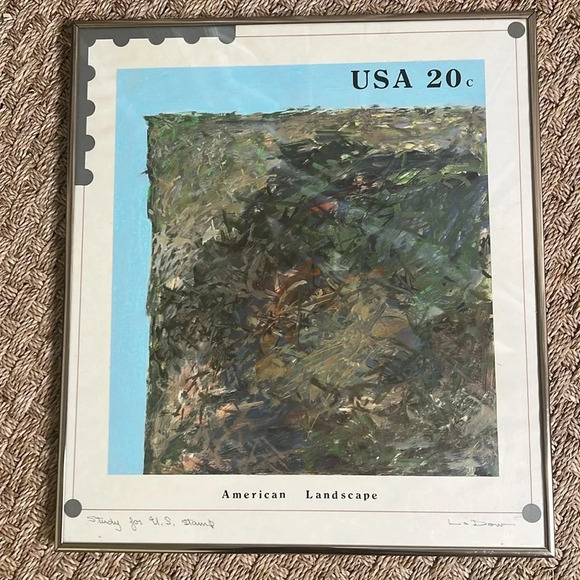 USA 20c
American Landscape
Study for U.S. stamp